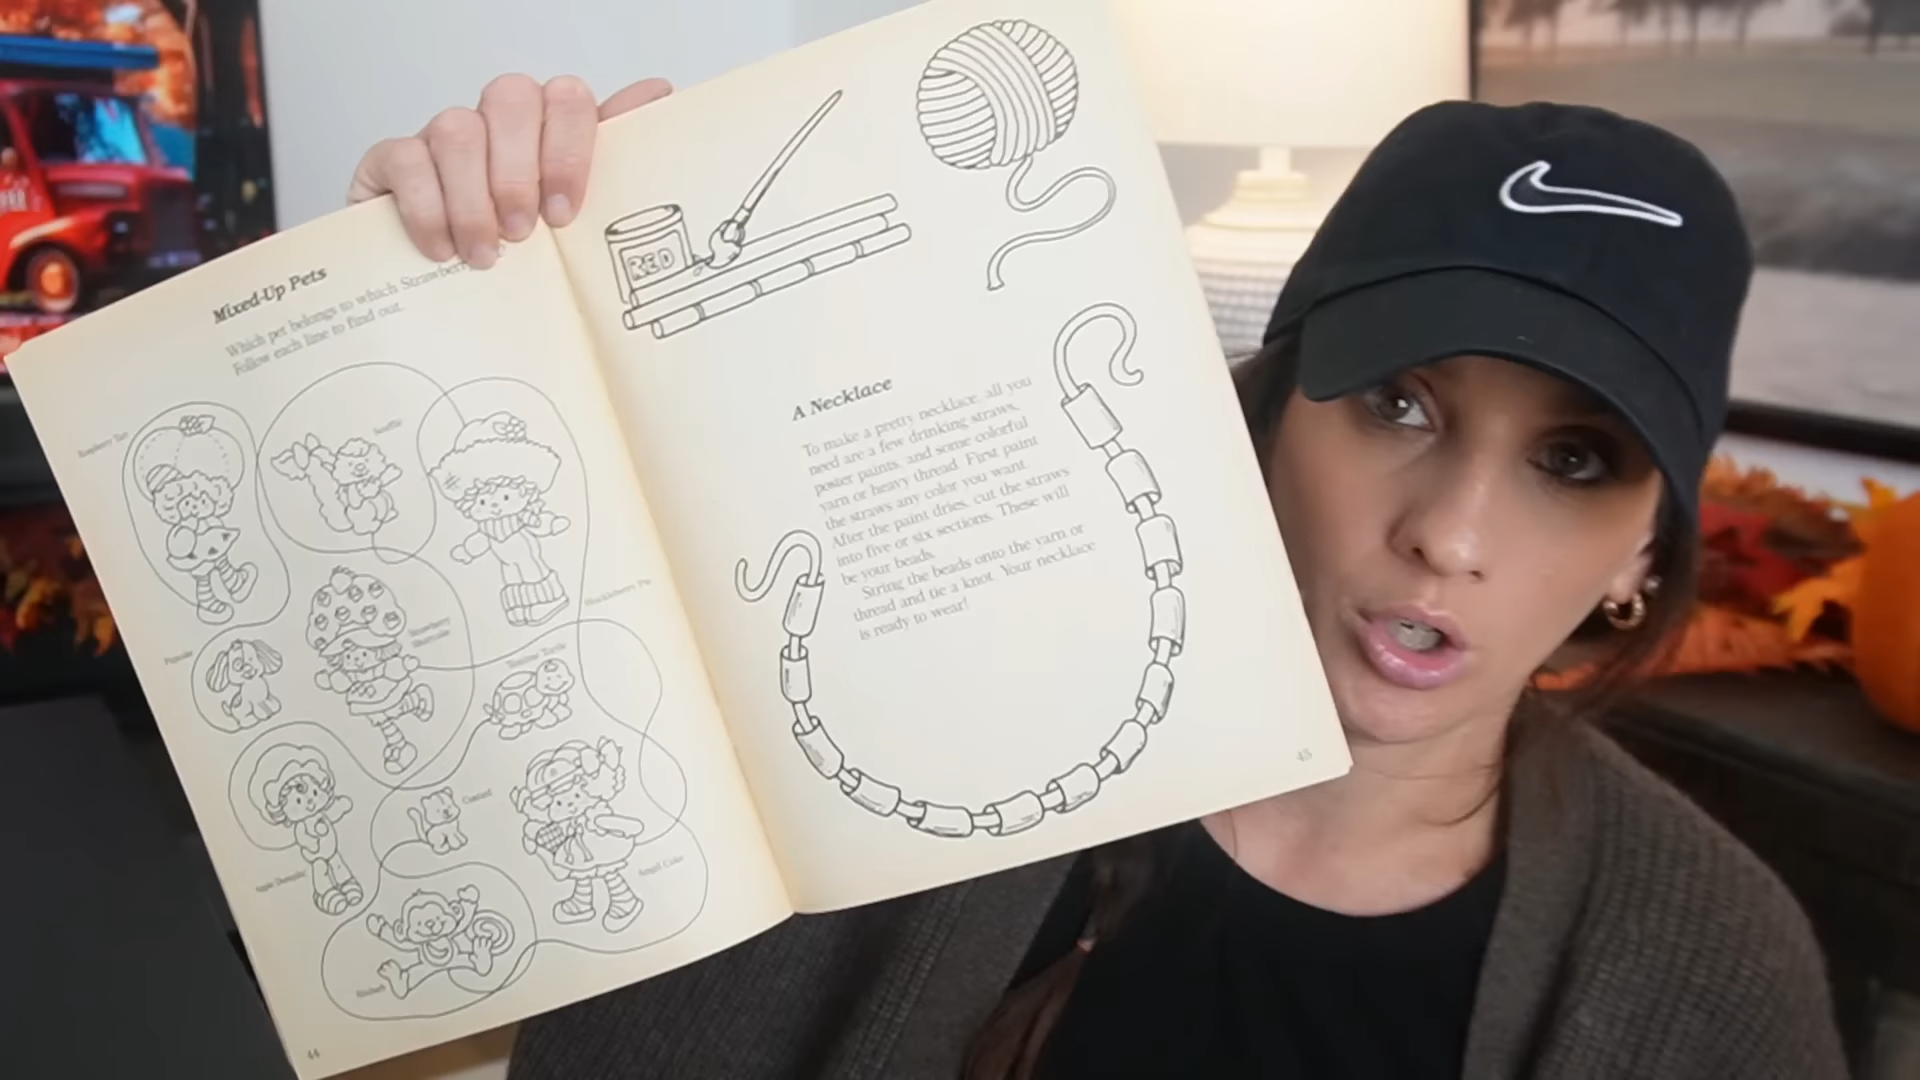 Mixed-Up Pets
Which pet belongs to which Strawberry
Follow each line to find out.
Raspberry Tart
Soufflé
Huckleberry Pie
Pupcake
Strawberry
Shortcake
Teatime Turtle
Apple Dumplin'
Custard
Angel Cake
Rhubarb
44
RED
A Necklace
To make a pretty necklace, all you
need are a few drinking straws,
poster paints, and some colorful
yarn or heavy thread. First paint
the straws any color you want.
After the paint dries, cut the straws
into five or six sections. These will
be your beads.
String the beads onto the yarn or
thread and tie a knot. Your necklace
is ready to wear!
45